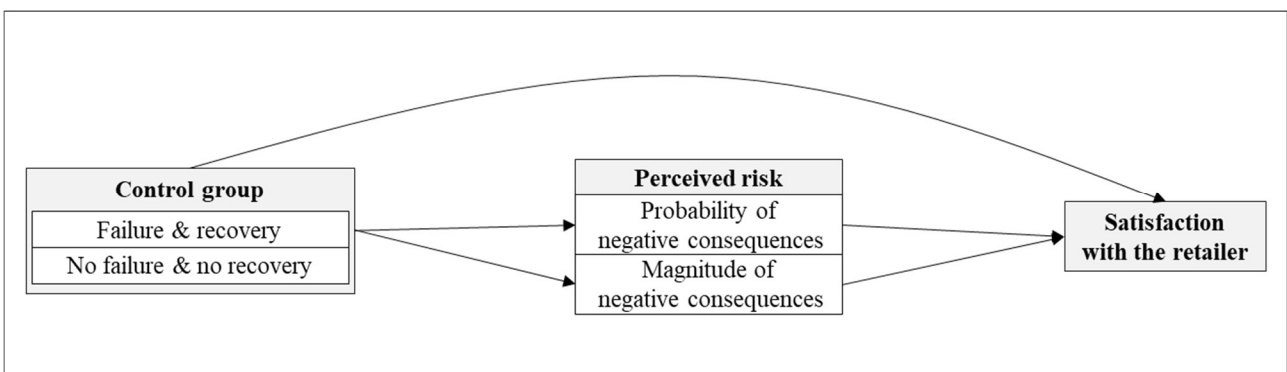 Control group
Failure & recovery
No failure & no recovery
Perceived risk
Probability of
negative consequences
Magnitude of
negative consequences
Satisfaction
with the retailer